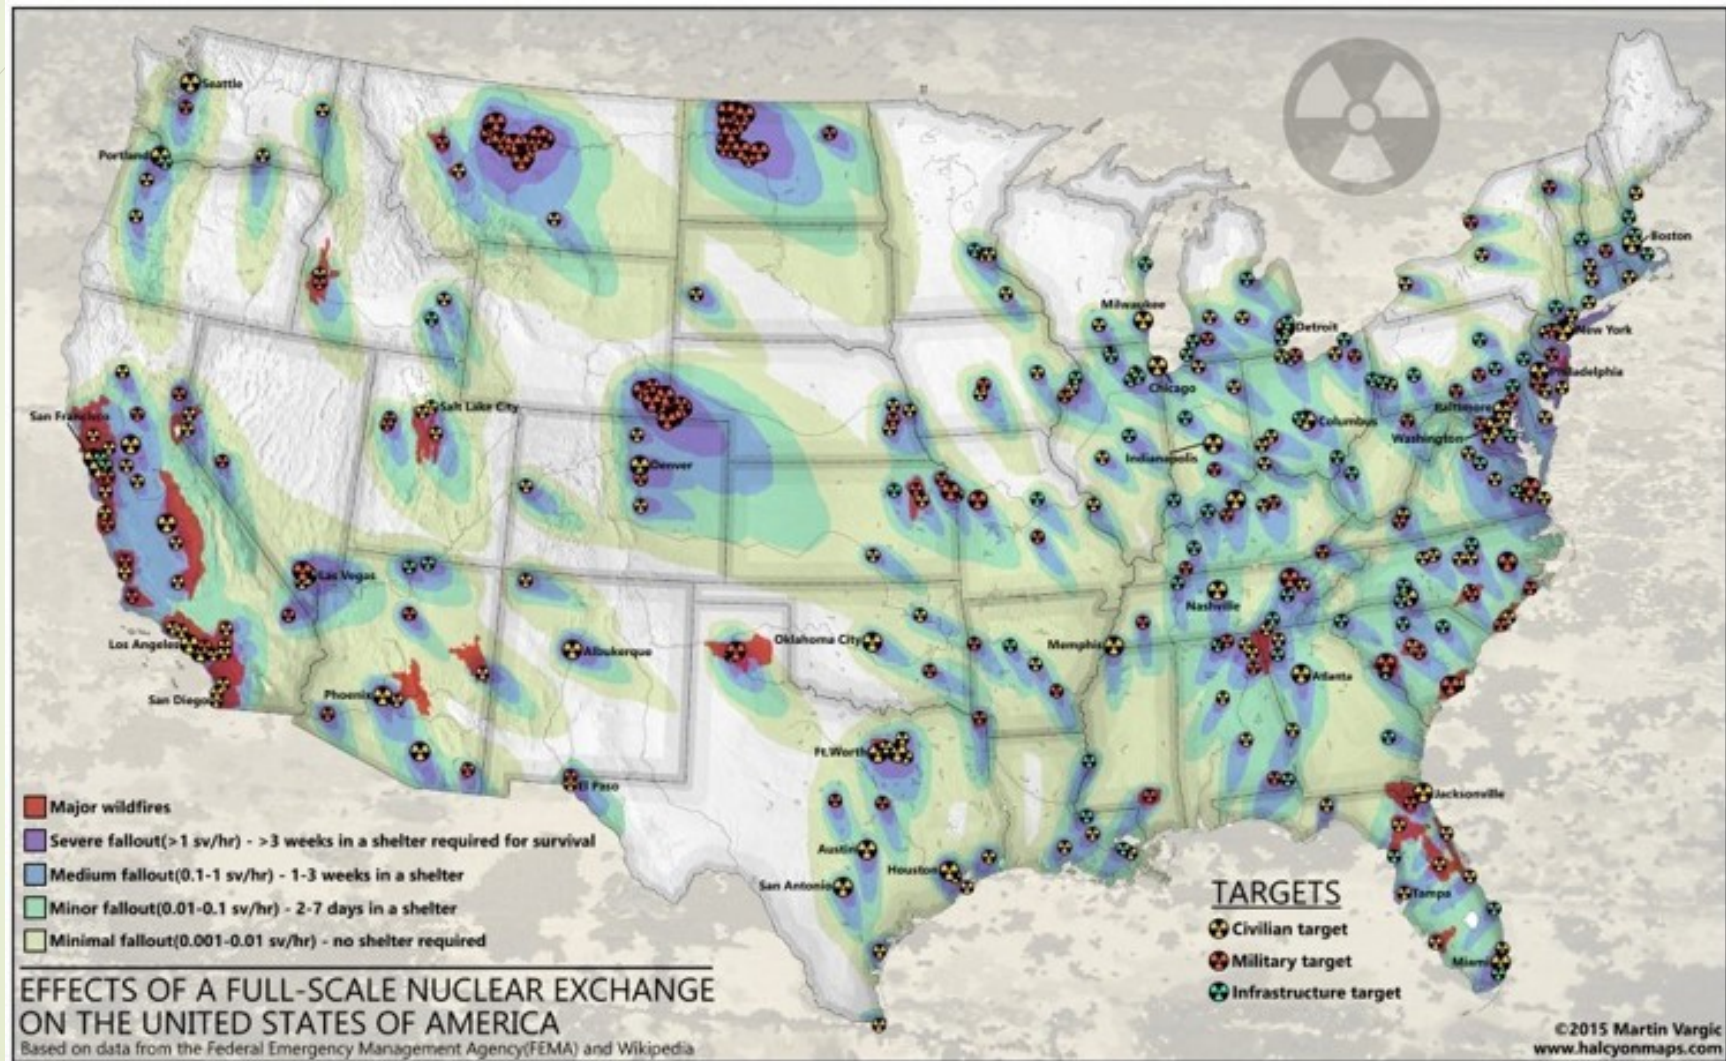 Seattle
Portland
Boston
Milwaukee
Detroit
New York
Chicago
Philadelphia
San Francisco
Salt Lake City
Columbus
Baltimore
Washington
Indianapolis
Denver
Las Vegas
Nashville
Los Angeles
Albukerque
Oklahoma City
Memphis
Phoenix
Atlanta
San Diego
Ft.Worth
El Paso
Jacksonville
Austin
Houston
San Antonio
Tampa
Miami
Major wildfires
Severe fallout(>1 sv/hr) - >3 weeks in a shelter required for survival
Medium fallout(0.1-1 sv/hr) - 1-3 weeks in a shelter
Minor fallout(0.01-0.1 sv/hr) - 2-7 days in a shelter
Minimal fallout(0.001-0.01 sv/hr) - no shelter required
EFFECTS OF A FULL-SCALE NUCLEAR EXCHANGE
ON THE UNITED STATES OF AMERICA
Based on data from the Federal Emergency Management Agency(FEMA) and Wikipedia
TARGETS
Civilian target
Military target
Infrastructure target
©2015 Martin Vargic
www.halcyonmaps.com